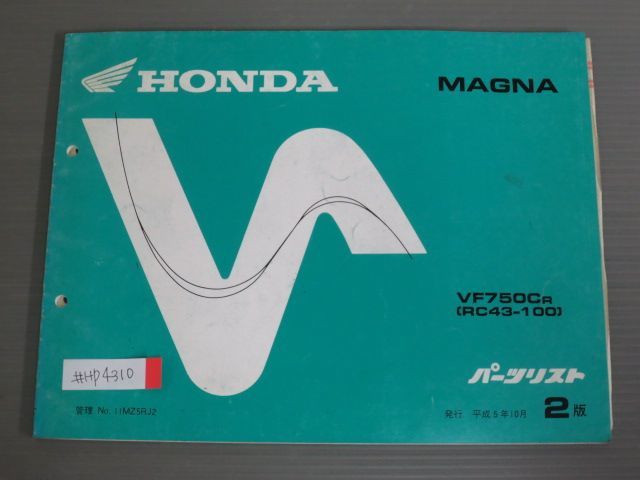 HONDA
MAGNA
VF750CR
(RC43-100)
パーツリスト
#HP4310
管理 No. 11MZ5RJ2
発行 平成5年10月 2版